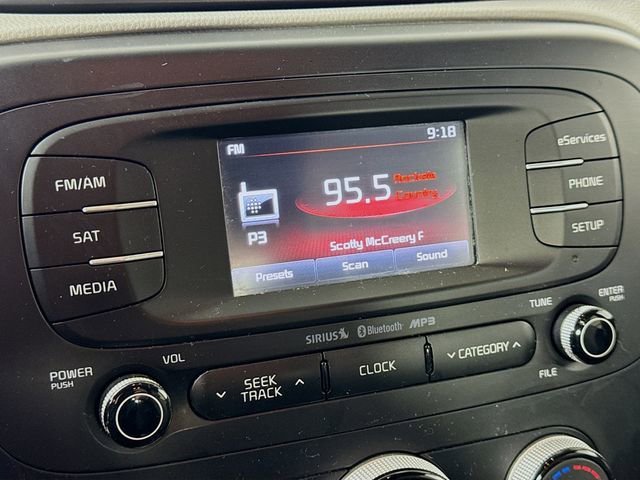 FM 9:18
95.5
P3
Scotty McCreery F
Presets Scan Sound
FM/AM
SAT
MEDIA
eServices
PHONE
SETUP
SIRIUS Bluetooth MP3
POWER
PUSH
VOL
SEEK
TRACK
CLOCK
CATEGORY
TUNE
FILE
ENTER
PUSH